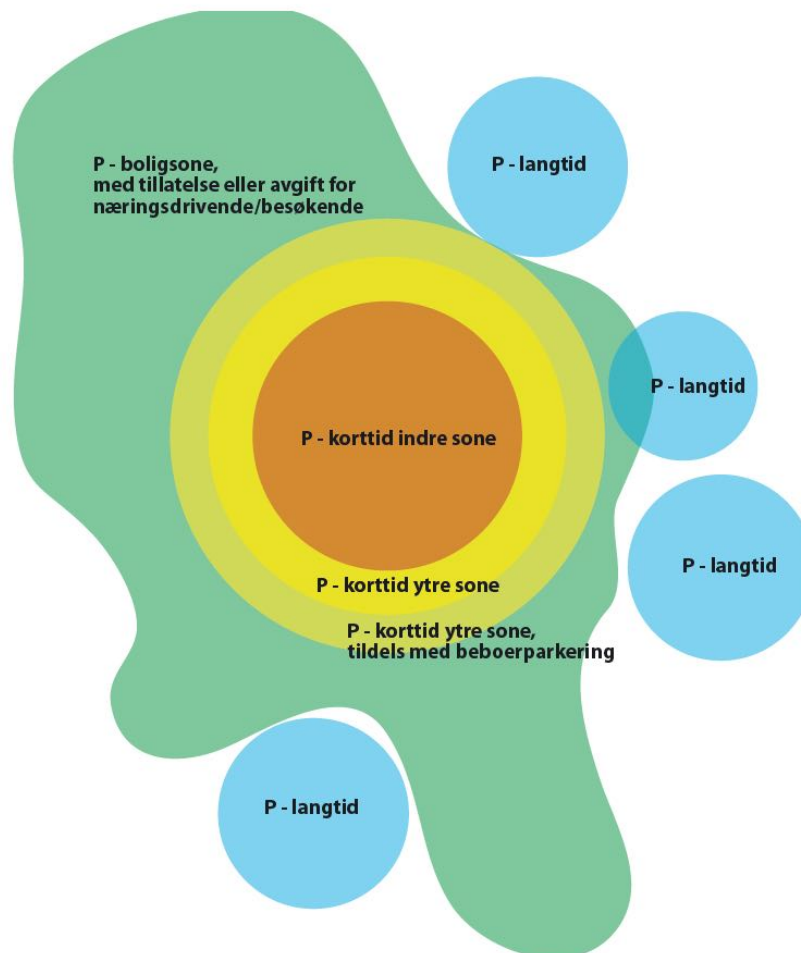 P - boligsone,
med tillatelse eller avgift for
næringsdrivende/besøkende
P - langtid
P - langtid
P - korttid indre sone
P - langtid
P - korttid ytre sone
P - korttid ytre sone,
tildels med beboerparkering
P - langtid